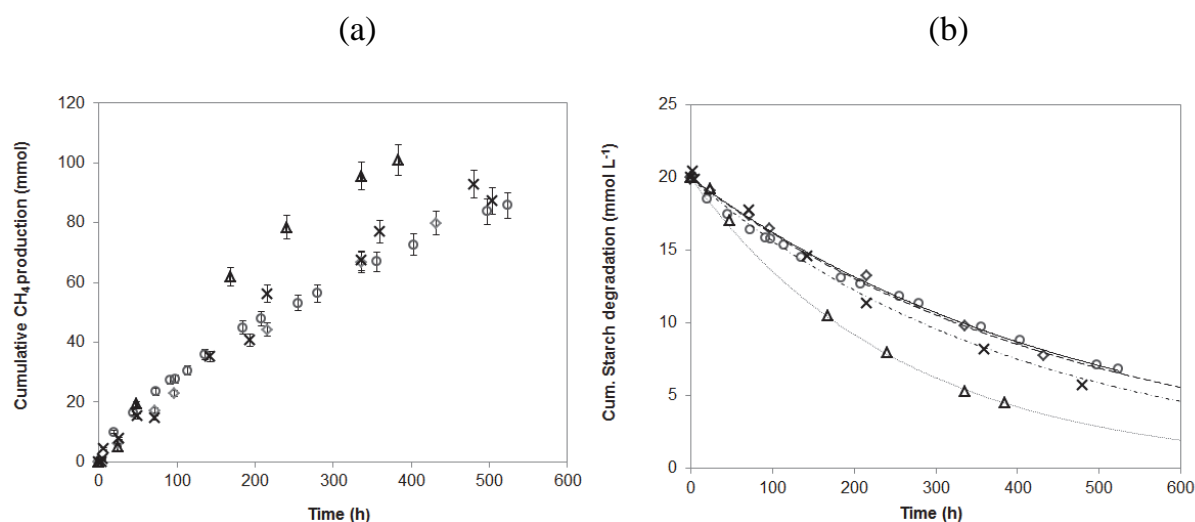 (a)
(b)
Cumulative CH₄ production (mmol)
120
100
80
60
40
20
0
0 100 200 300 400 500 600
Time (h)
Cum. Starch degradation (mmol L⁻¹)
25
20
15
10
5
0
0 100 200 300 400 500 600
Time (h)